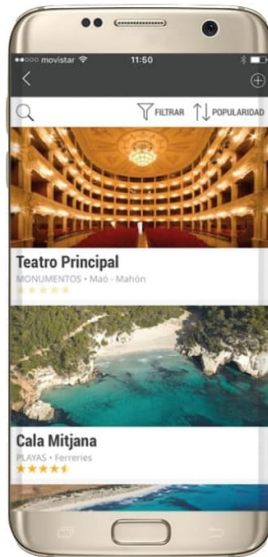 movistar 11:50
FILTRAR POPULARIDAD
Teatro Principal
MONUMENTOS • Maó - Mahón
Cala Mitjana
PLAYAS • Ferreries